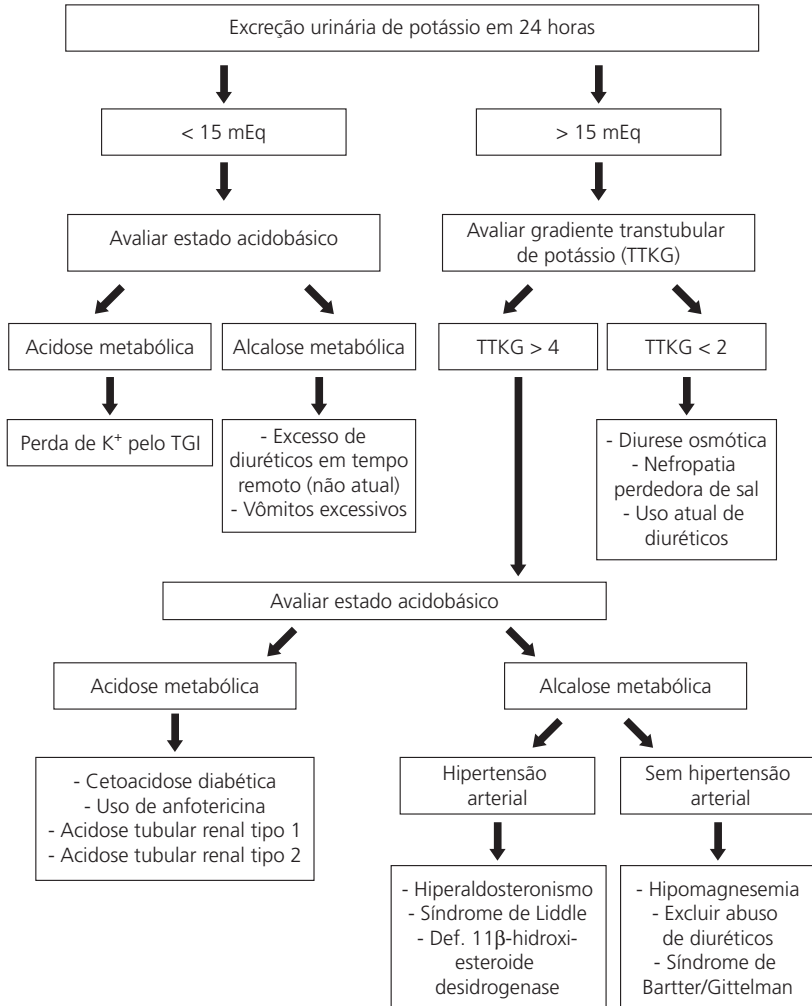 Excreção urinária de potássio em 24 horas
< 15 mEq
> 15 mEq
Avaliar estado acidobásico
Avaliar gradiente transtubular
de potássio (TTKG)
Acidose metabólica
Alcalose metabólica
TTKG > 4
TTKG < 2
Perda de K⁺ pelo TGI
- Excesso de
diuréticos em tempo
remoto (não atual)
- Vômitos excessivos
- Diurese osmótica
- Nefropatia
perdedora de sal
- Uso atual de
diuréticos
Avaliar estado acidobásico
Acidose metabólica
Alcalose metabólica
- Cetoacidose diabética
- Uso de anfotericina
- Acidose tubular renal tipo 1
- Acidose tubular renal tipo 2
Hipertensão
arterial
Sem hipertensão
arterial
- Hiperaldosteronismo
- Síndrome de Liddle
- Def. 11β-hidroxi-
esteroide
desidrogenase
- Hipomagnesemia
- Excluir abuso
de diuréticos
- Síndrome de
Bartter/Gittelman